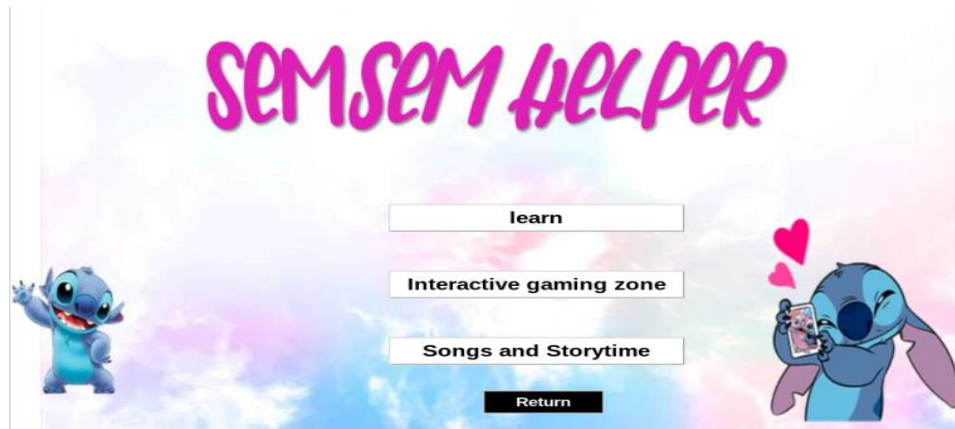 SEMSEM HELPER
learn
Interactive gaming zone
Songs and Storytime
Return